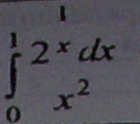 1
1 2 x dx
∫ x²
0